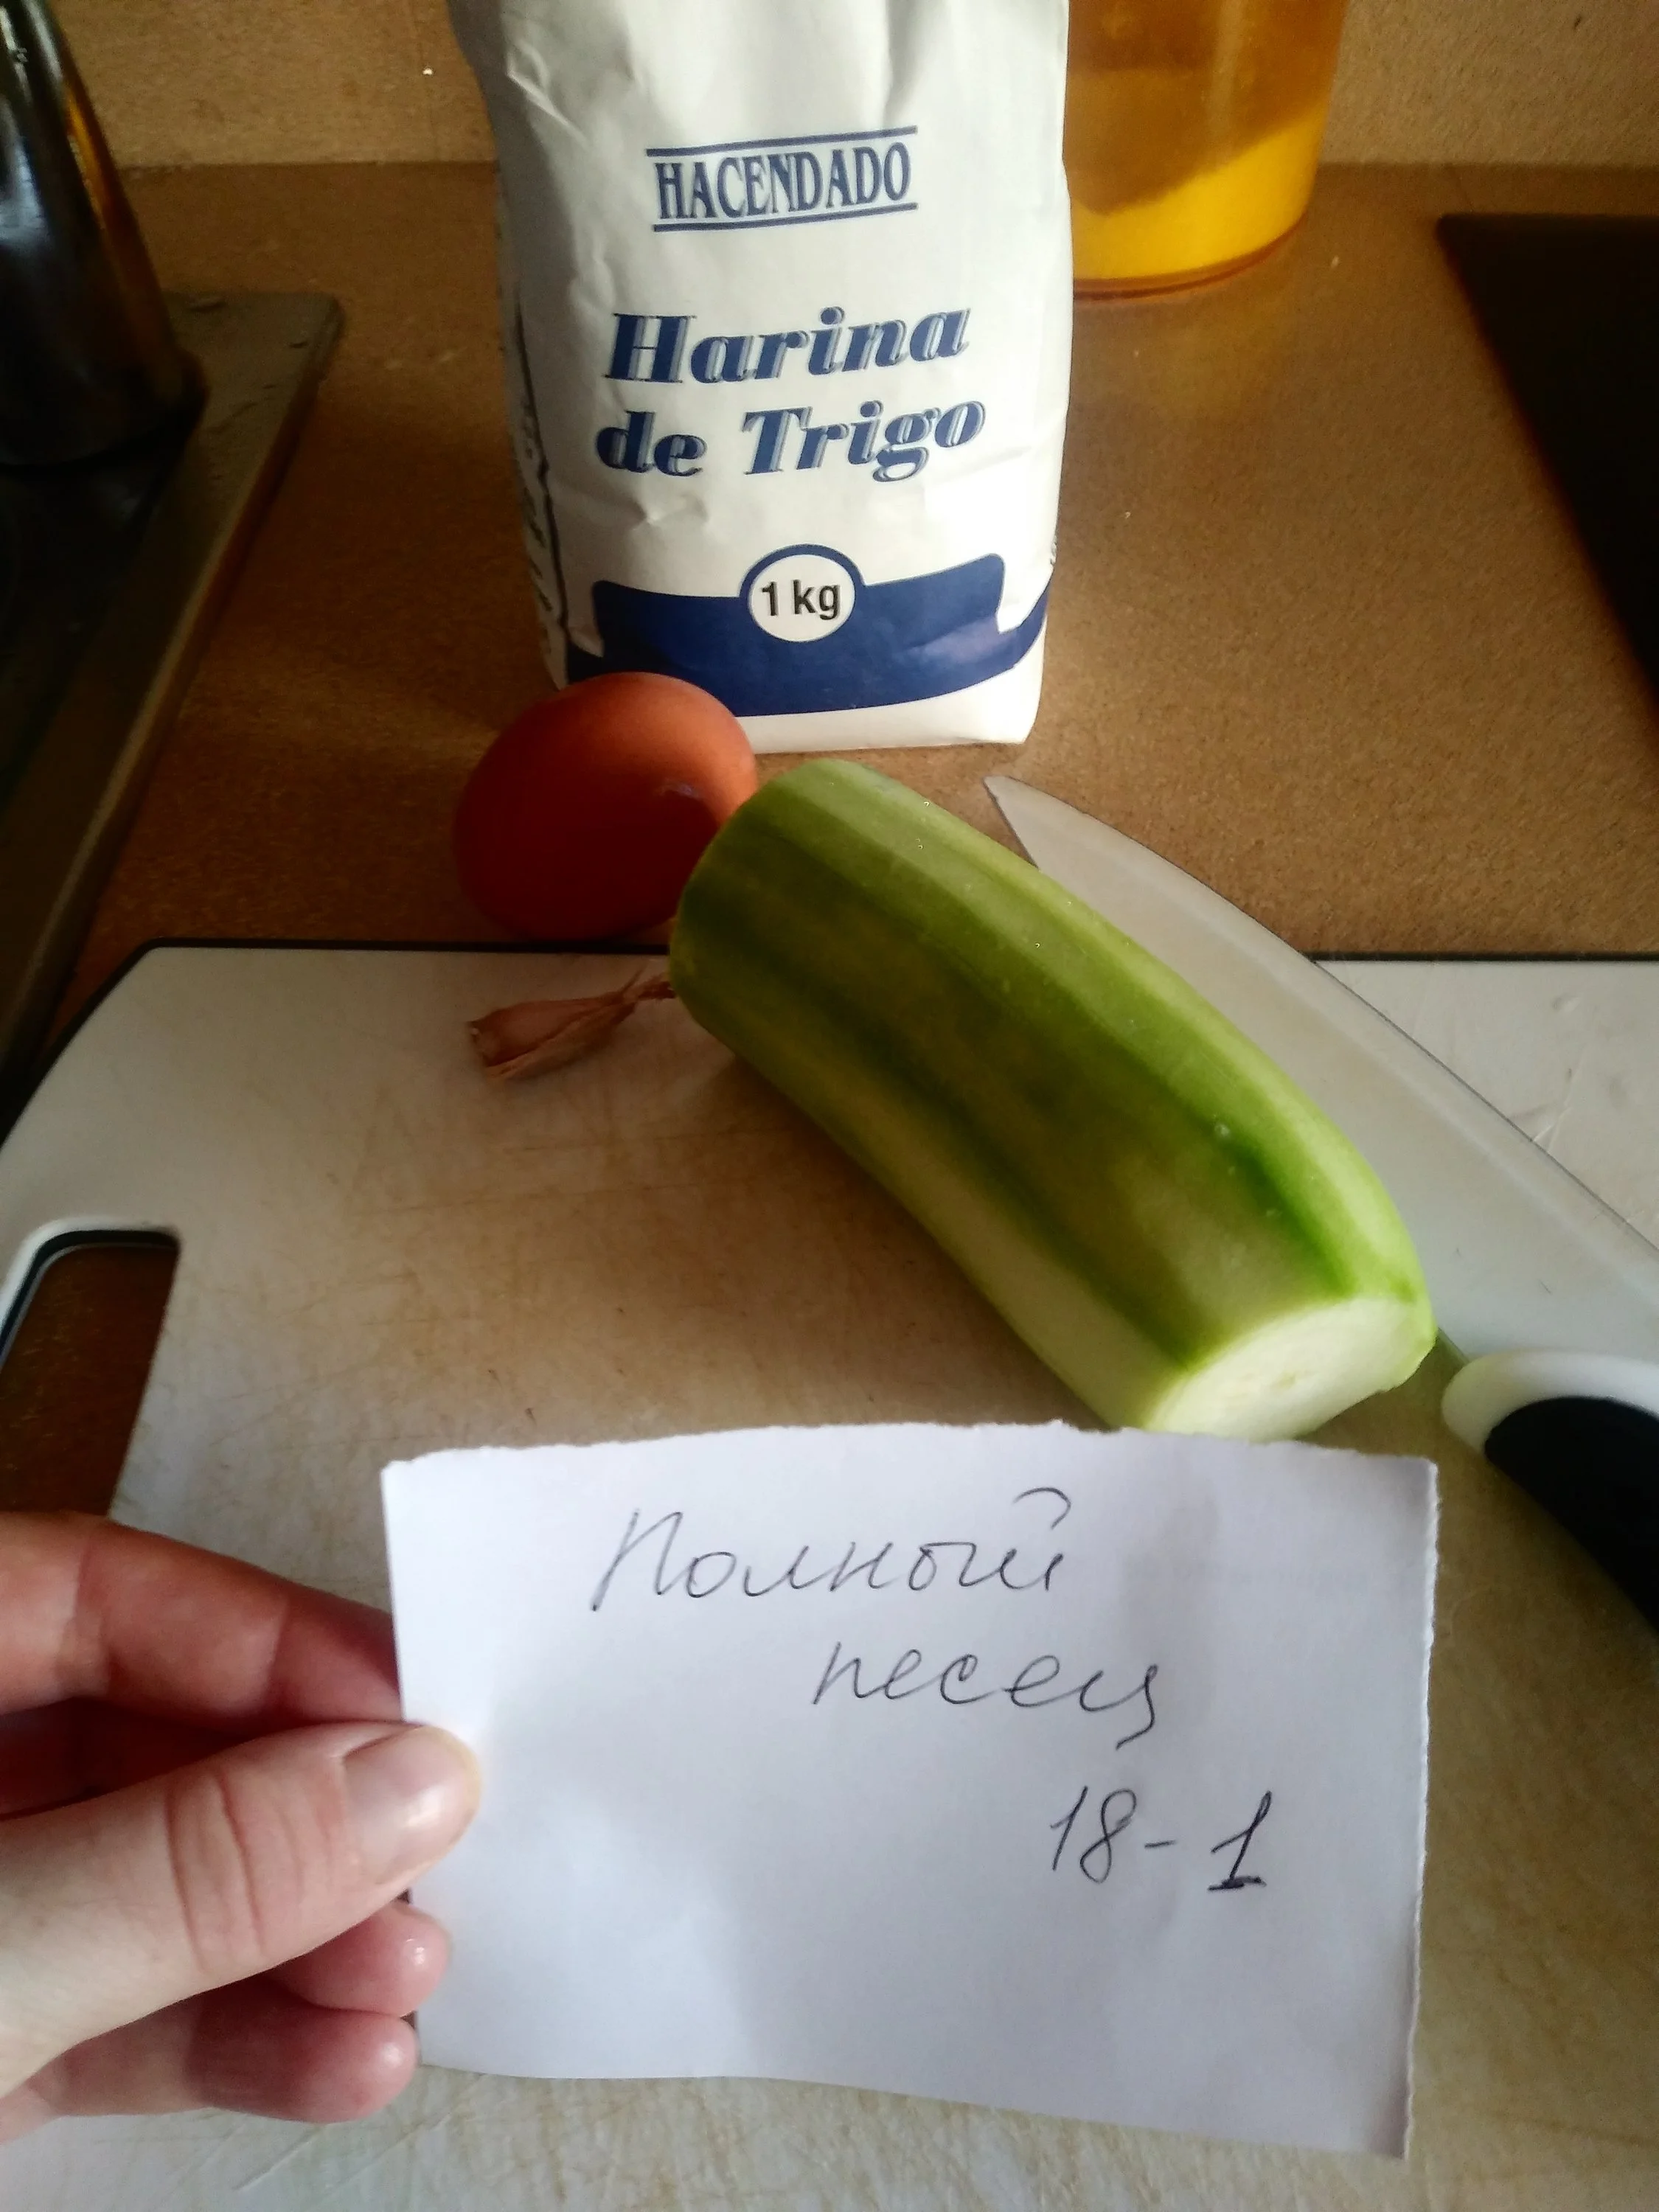 HACENDADO
Harina
de Trigo
1 kg
Полный
песец
18-1